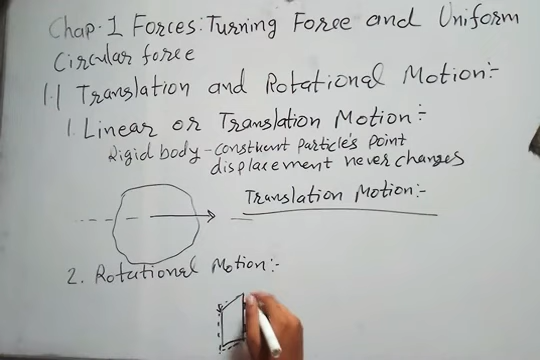 Chap. 1 Forces: Turning Force and Uniform
Circular force
1.1 Translation and Rotational Motion:-
1. Linear or Translation Motion:-
Rigid body - constituent particle's point
displacement never changes
Translation Motion:-
2. Rotational Motion:-